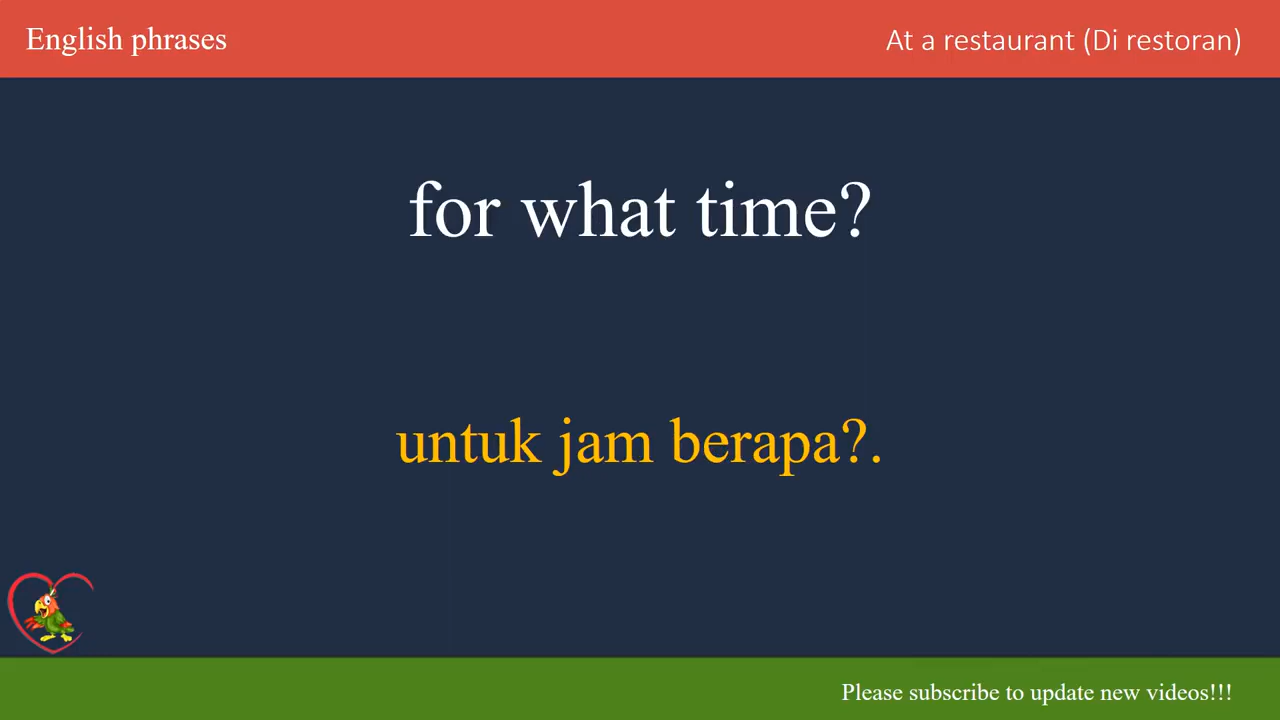 English phrases
At a restaurant (Di restoran)
for what time?
untuk jam berapa?.
Please subscribe to update new videos!!!